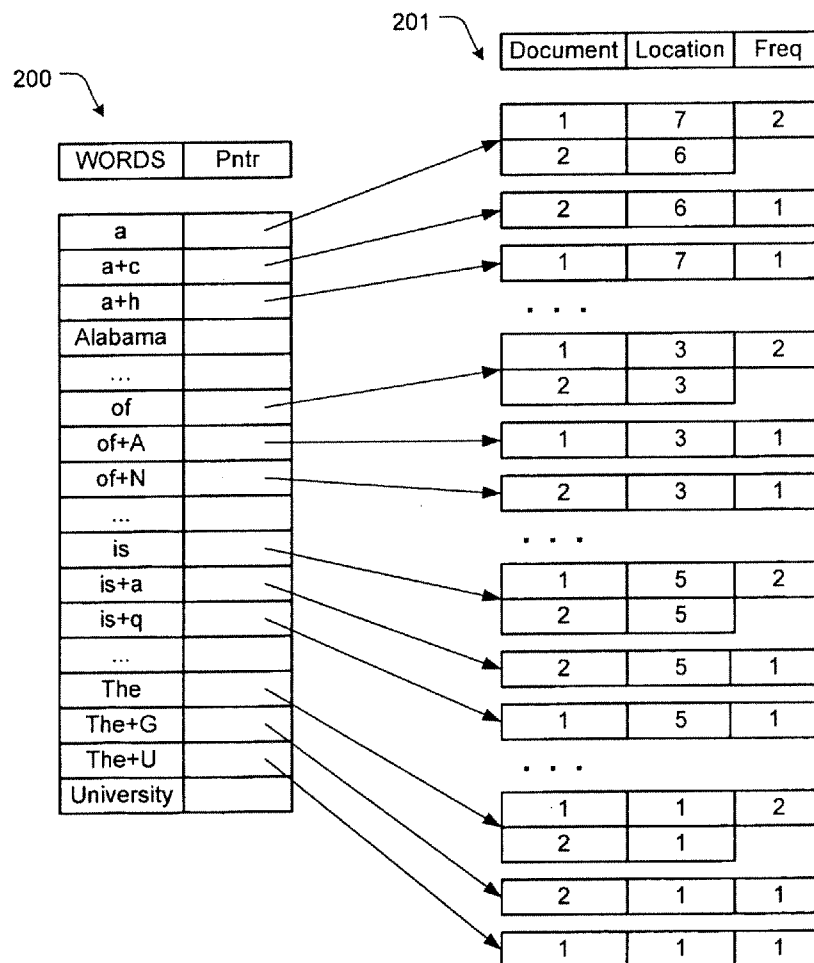 200
WORDS Pntr
a
a+c
a+h
Alabama
...
of
of+A
of+N
...
is
is+a
is+q
...
The
The+G
The+U
University
201
Document Location Freq
1 7 2
2 6
2 6 1
1 7 1
. . .
1 3 2
2 3
1 3 1
2 3 1
. . .
1 5 2
2 5
2 5 1
1 5 1
. . .
1 1 2
2 1
2 1 1
1 1 1